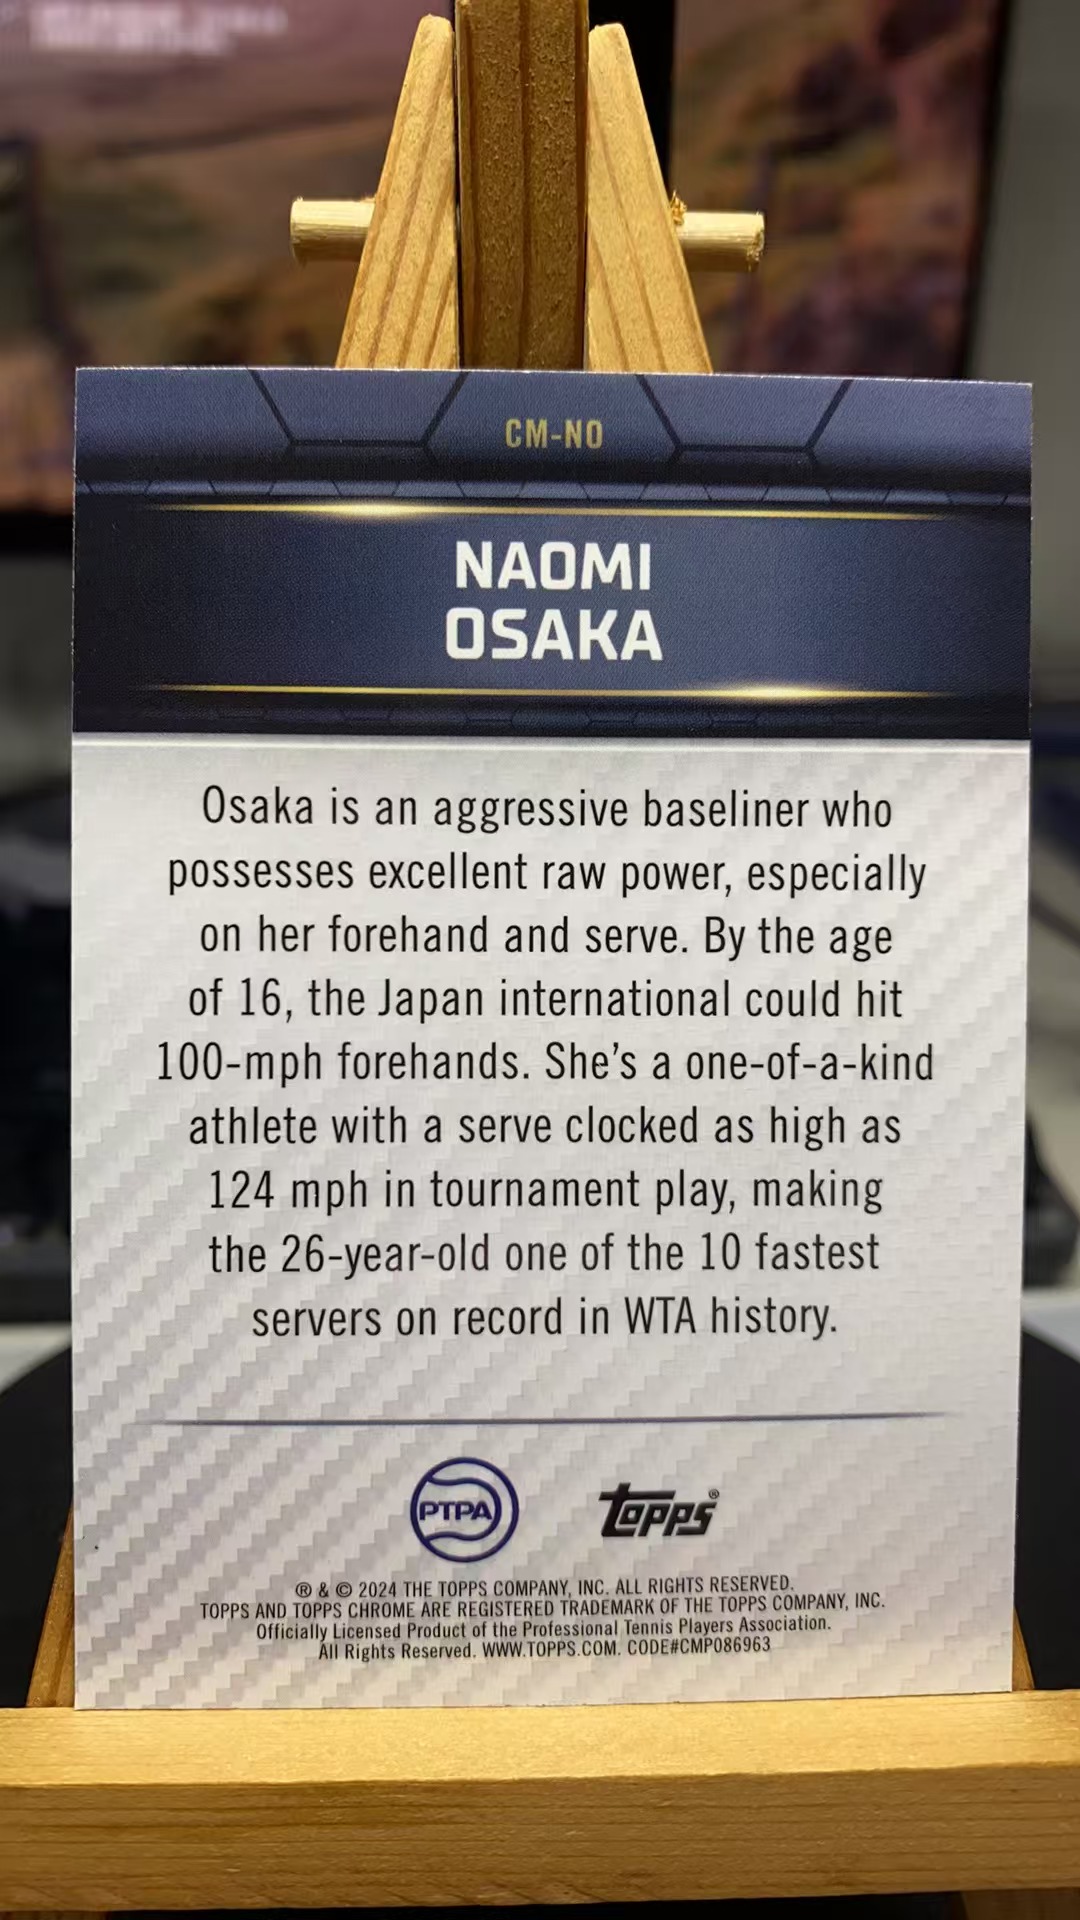 CM-NO
NAOMI
OSAKA
Osaka is an aggressive baseliner who
possesses excellent raw power, especially
on her forehand and serve. By the age
of 16, the Japan international could hit
100-mph forehands. She’s a one-of-a-kind
athlete with a serve clocked as high as
124 mph in tournament play, making
the 26-year-old one of the 10 fastest
servers on record in WTA history.
PTPA
topps®
® & © 2024 THE TOPPS COMPANY, INC. ALL RIGHTS RESERVED.
TOPPS AND TOPPS CHROME ARE REGISTERED TRADEMARK OF THE TOPPS COMPANY, INC.
Officially Licensed Product of the Professional Tennis Players Association.
All Rights Reserved. WWW.TOPPS.COM. CODE#CMP086963